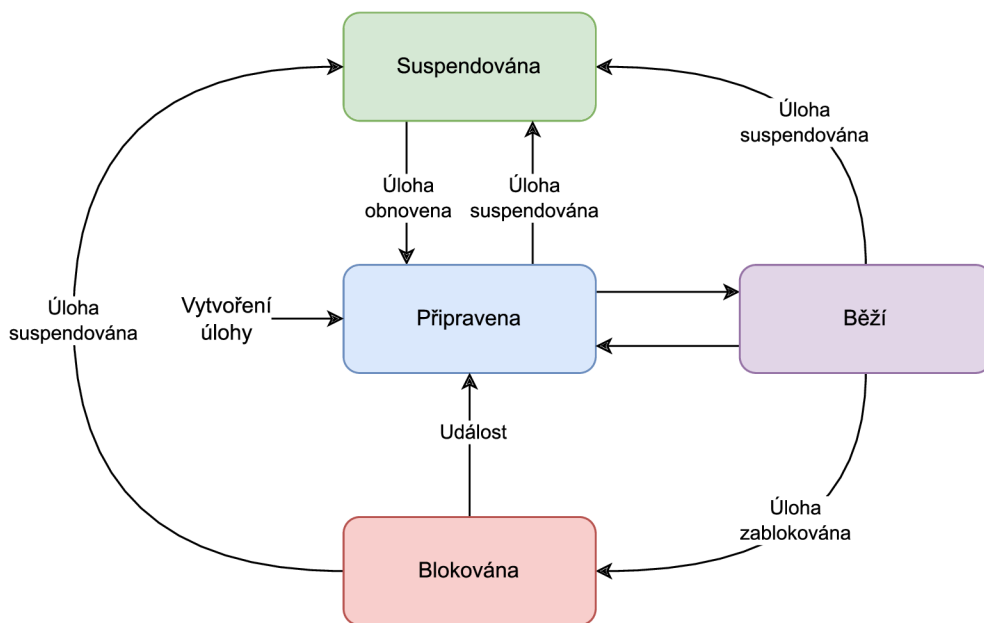 Suspendována
Úloha
suspendována
Úloha
obnovena
Úloha
suspendována
Vytvoření
úlohy
Připravena
Běží
Úloha
suspendována
Událost
Úloha
zablokována
Blokována